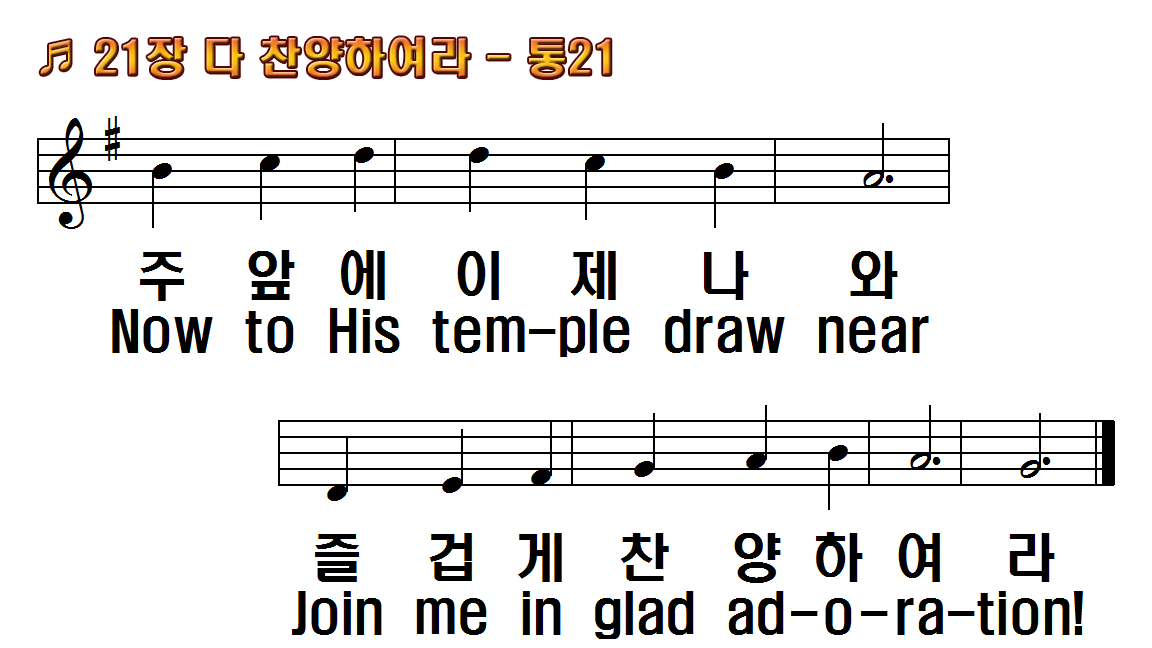 ♬ 21장 다 찬양하여라 - 통21
주 앞 에 이 제 나 와
Now to His tem-ple draw near
즐 겁 게 찬 양 하 여 라
Join me in glad ad-o-ra-tion!